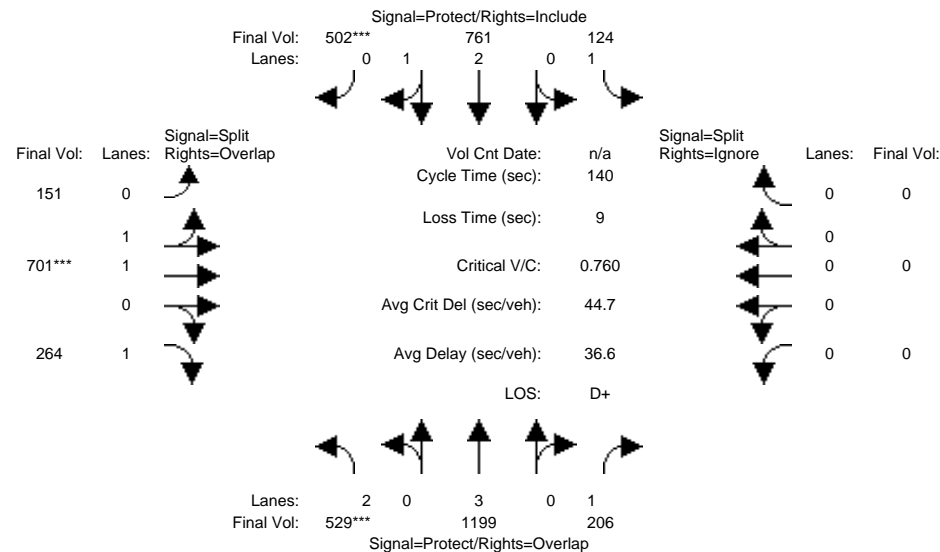 Signal=Protect/Rights=Include
Final Vol: 502*** 761 124
Lanes: 0 1 2 0 1
Signal=Split Signal=Split
Final Vol: Lanes: Rights=Overlap Vol Cnt Date: n/a Rights=Ignore Lanes: Final Vol:
Cycle Time (sec): 140
151 0 0 0
Loss Time (sec): 9
1 0
701*** 1 Critical V/C: 0.760 0 0
0 Avg Crit Del (sec/veh): 44.7 0
264 1 Avg Delay (sec/veh): 36.6 0 0
LOS: D+
Lanes: 2 0 3 0 1
Final Vol: 529*** 1199 206
Signal=Protect/Rights=Overlap